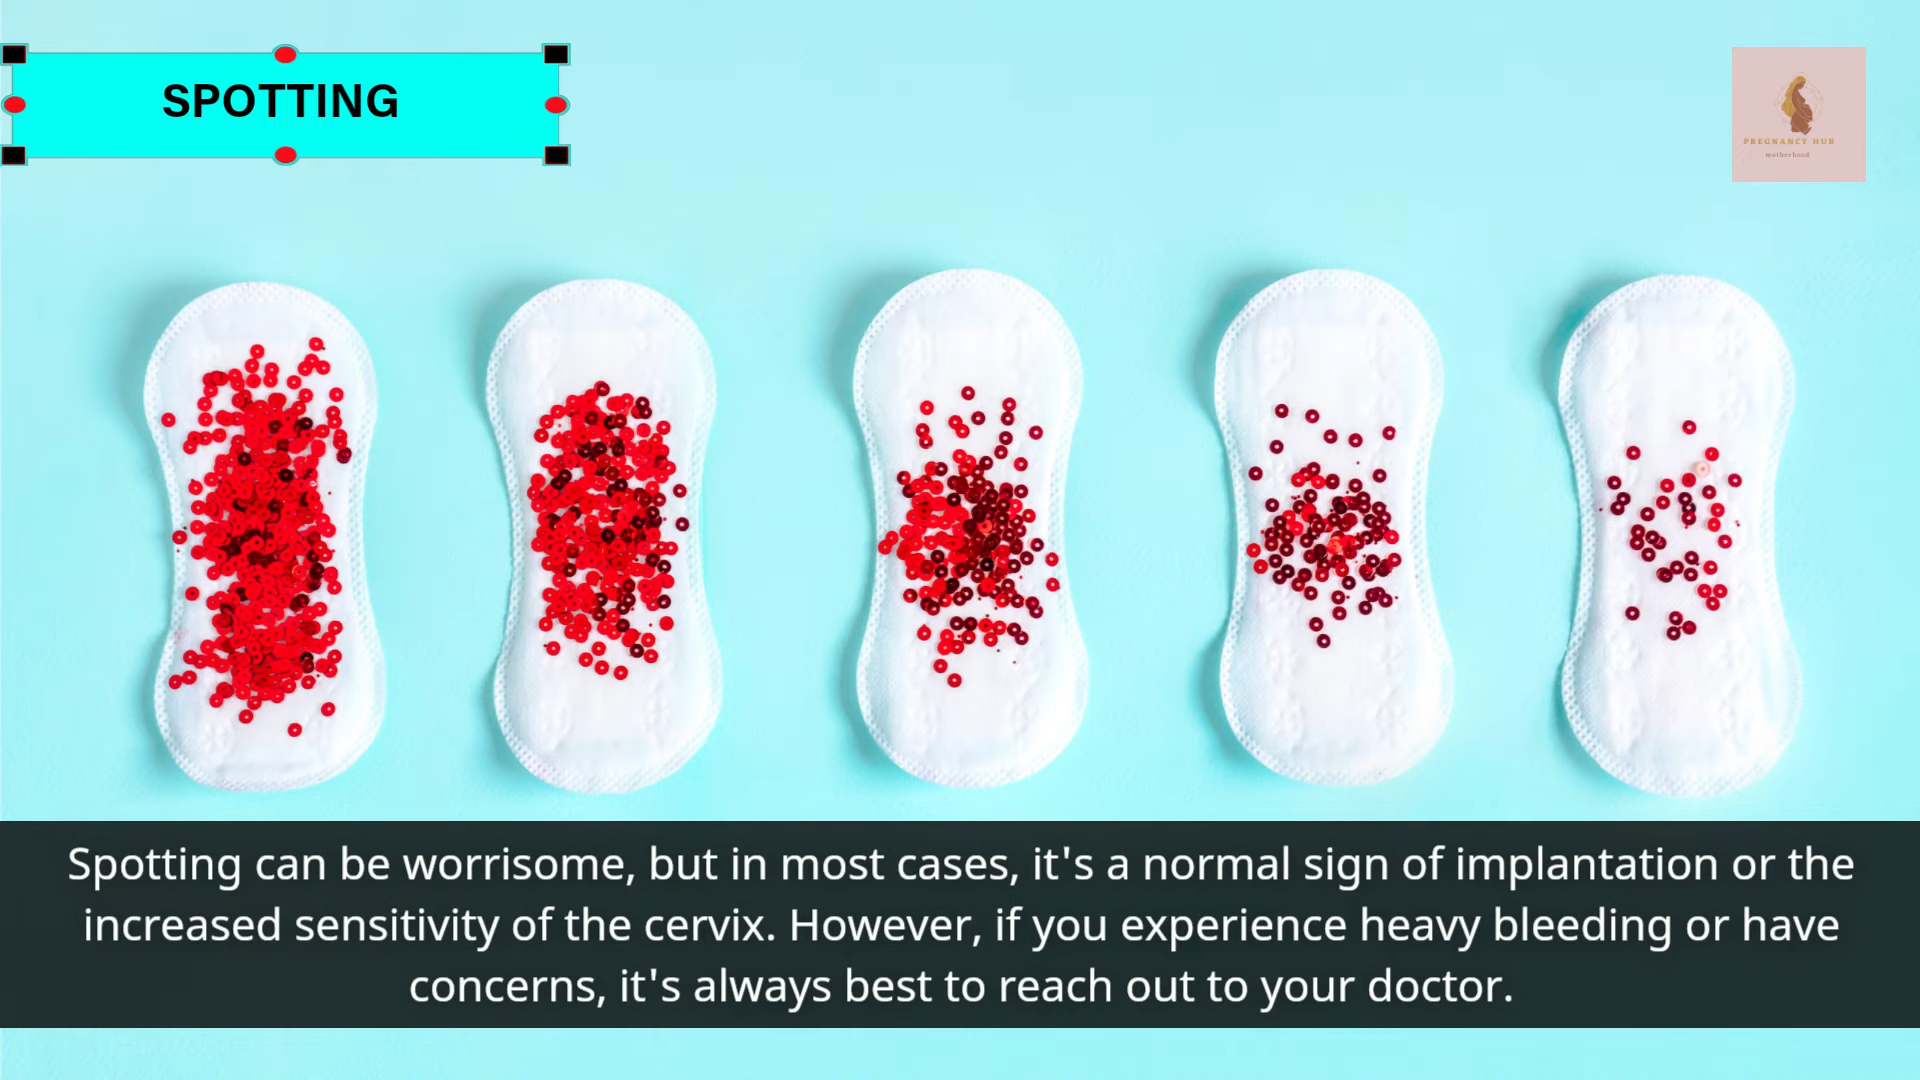 SPOTTING
PREGNANCY HUB
motherhood
Spotting can be worrisome, but in most cases, it's a normal sign of implantation or the
increased sensitivity of the cervix. However, if you experience heavy bleeding or have
concerns, it's always best to reach out to your doctor.